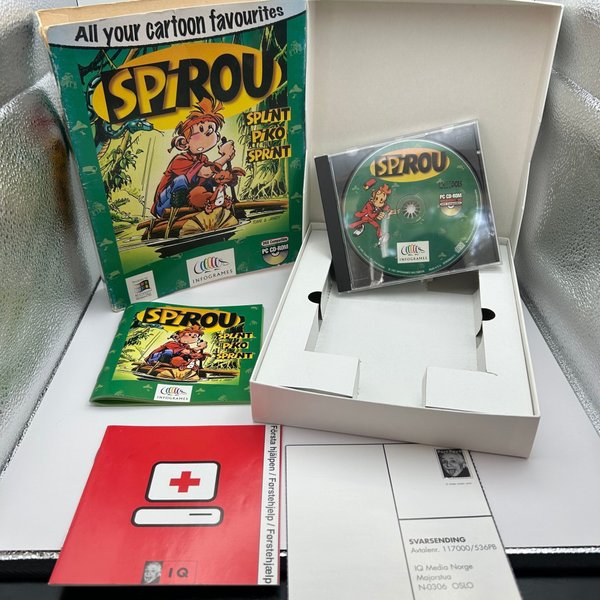 All your cartoon favourites
SPiROU
SPLINT
PIKO
SPRINT
PC CD-ROM
INFOGRAMES
SPiROU
PC CD-ROM
INFOGRAMES
SPiROU
SPLINT
PIKO
SPRINT
INFOGRAMES
Första hjälpen / Førstehjelp / Førstehjælp
IQ
SVARSENDING
Avtalenr. 117000/536PB
IQ Media Norge
Majorstua
N-0306 OSLO